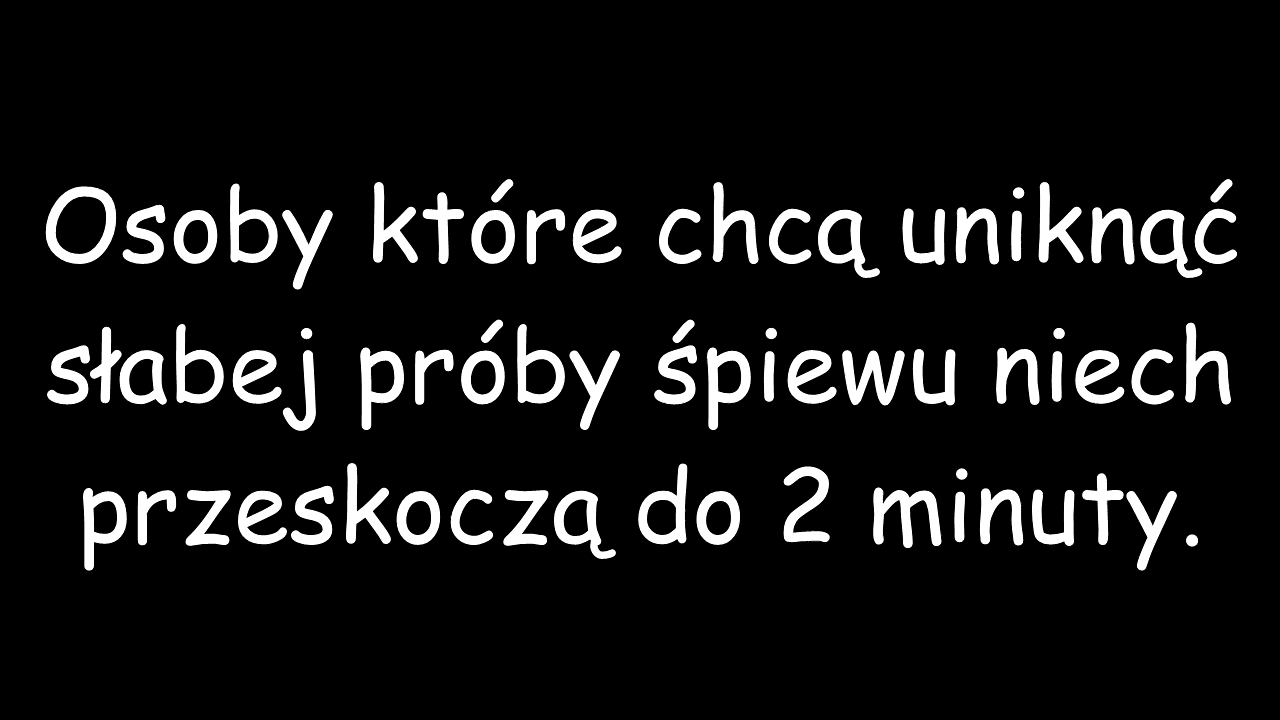 Osoby które chcą uniknąć
słabej próby śpiewu niech
przeskoczą do 2 minuty.